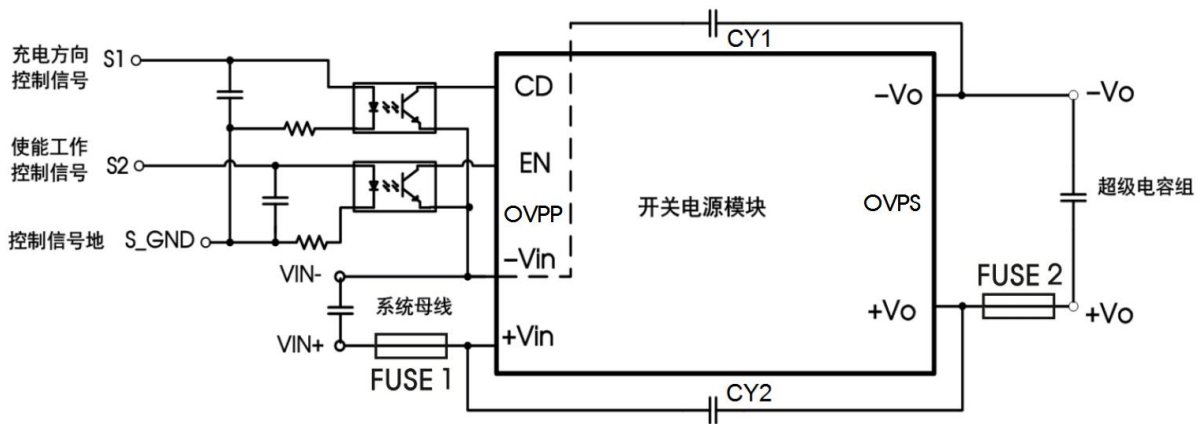 CY1
充电方向
控制信号
S1
CD
-Vo
-Vo
使能工作
控制信号
S2
EN
OVPP
开关电源模块
OVPS
超级电容组
控制信号地
S_GND
-Vin
VIN-
系统母线
FUSE 2
+Vo
+Vo
VIN+
+Vin
FUSE 1
CY2